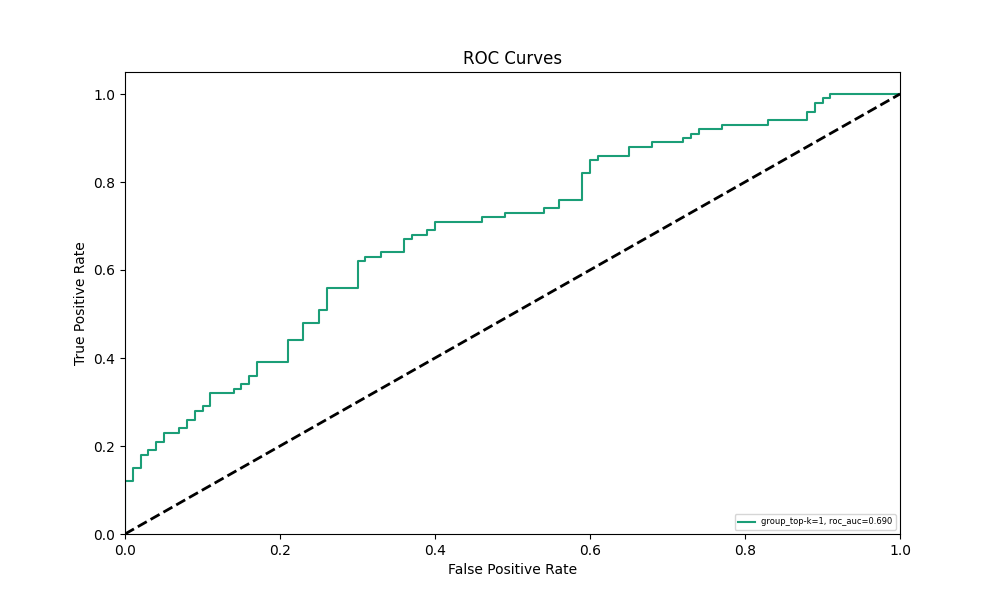 ROC Curves
True Positive Rate
1.0
0.8
0.6
0.4
0.2
0.0
group_top-k=1, roc_auc=0.690
0.0 0.2 0.4 0.6 0.8 1.0
False Positive Rate